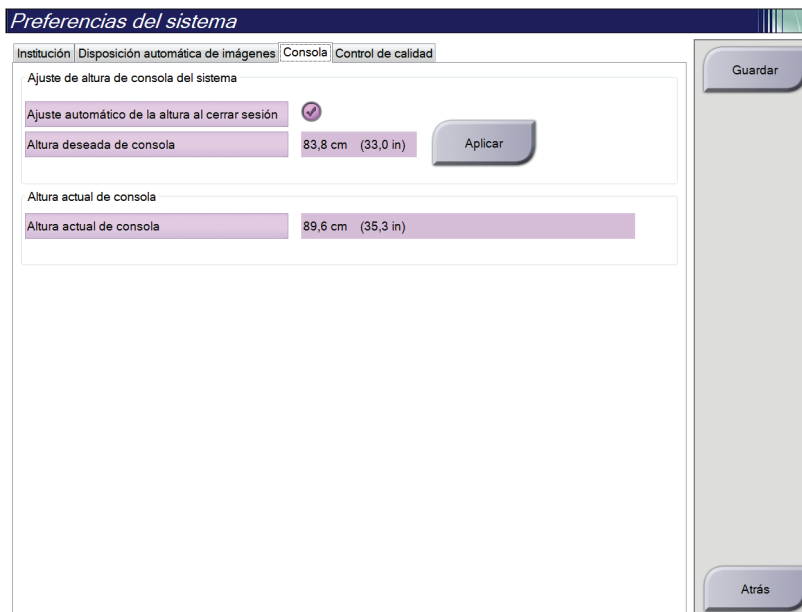 Preferencias del sistema
Institución Disposición automática de imágenes Consola Control de calidad
Guardar
Ajuste de altura de consola del sistema
Ajuste automático de la altura al cerrar sesión
Altura deseada de consola 83,8 cm (33,0 in) Aplicar
Altura actual de consola
Altura actual de consola 89,6 cm (35,3 in)
Atrás